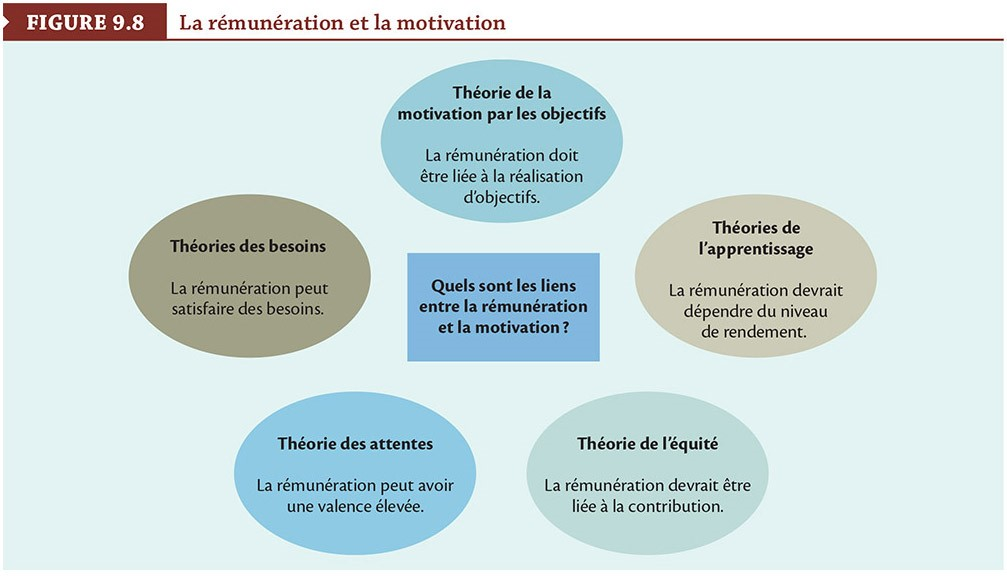 FIGURE 9.8 La rémunération et la motivation
Théorie de la
motivation par les objectifs
La rémunération doit
être liée à la réalisation
d’objectifs.
Théories des besoins
La rémunération peut
satisfaire des besoins.
Quels sont les liens
entre la rémunération
et la motivation ?
Théories de
l’apprentissage
La rémunération devrait
dépendre du niveau
de rendement.
Théorie des attentes
La rémunération peut avoir
une valence élevée.
Théorie de l’équité
La rémunération devrait être
liée à la contribution.